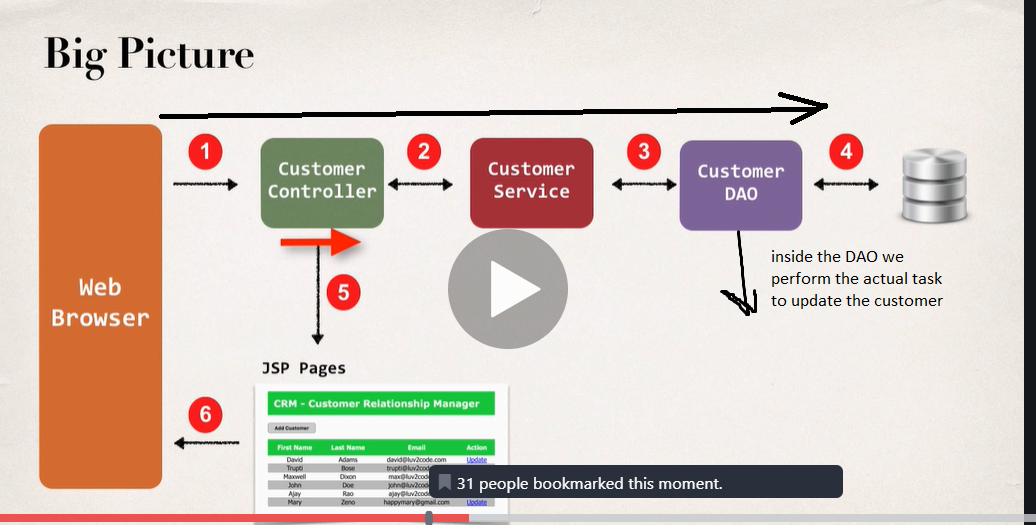 Big Picture
1
2
3
4
Customer
Controller
Customer
Service
Customer
DAO
Web
Browser
inside the DAO we
perform the actual task
to update the customer
5
JSP Pages
6
CRM - Customer Relationship Manager
Add Customer
First Name Last Name Email Action
David Adams david@luv2code.com Update
Trupti Bose trupti@luv2code.com
Maxwell Dixon max@luv2code
John Doe john@luv2cod
Ajay Rao ajay@luv2cod
Mary Zeno happymary@gmail.com Update
31 people bookmarked this moment.